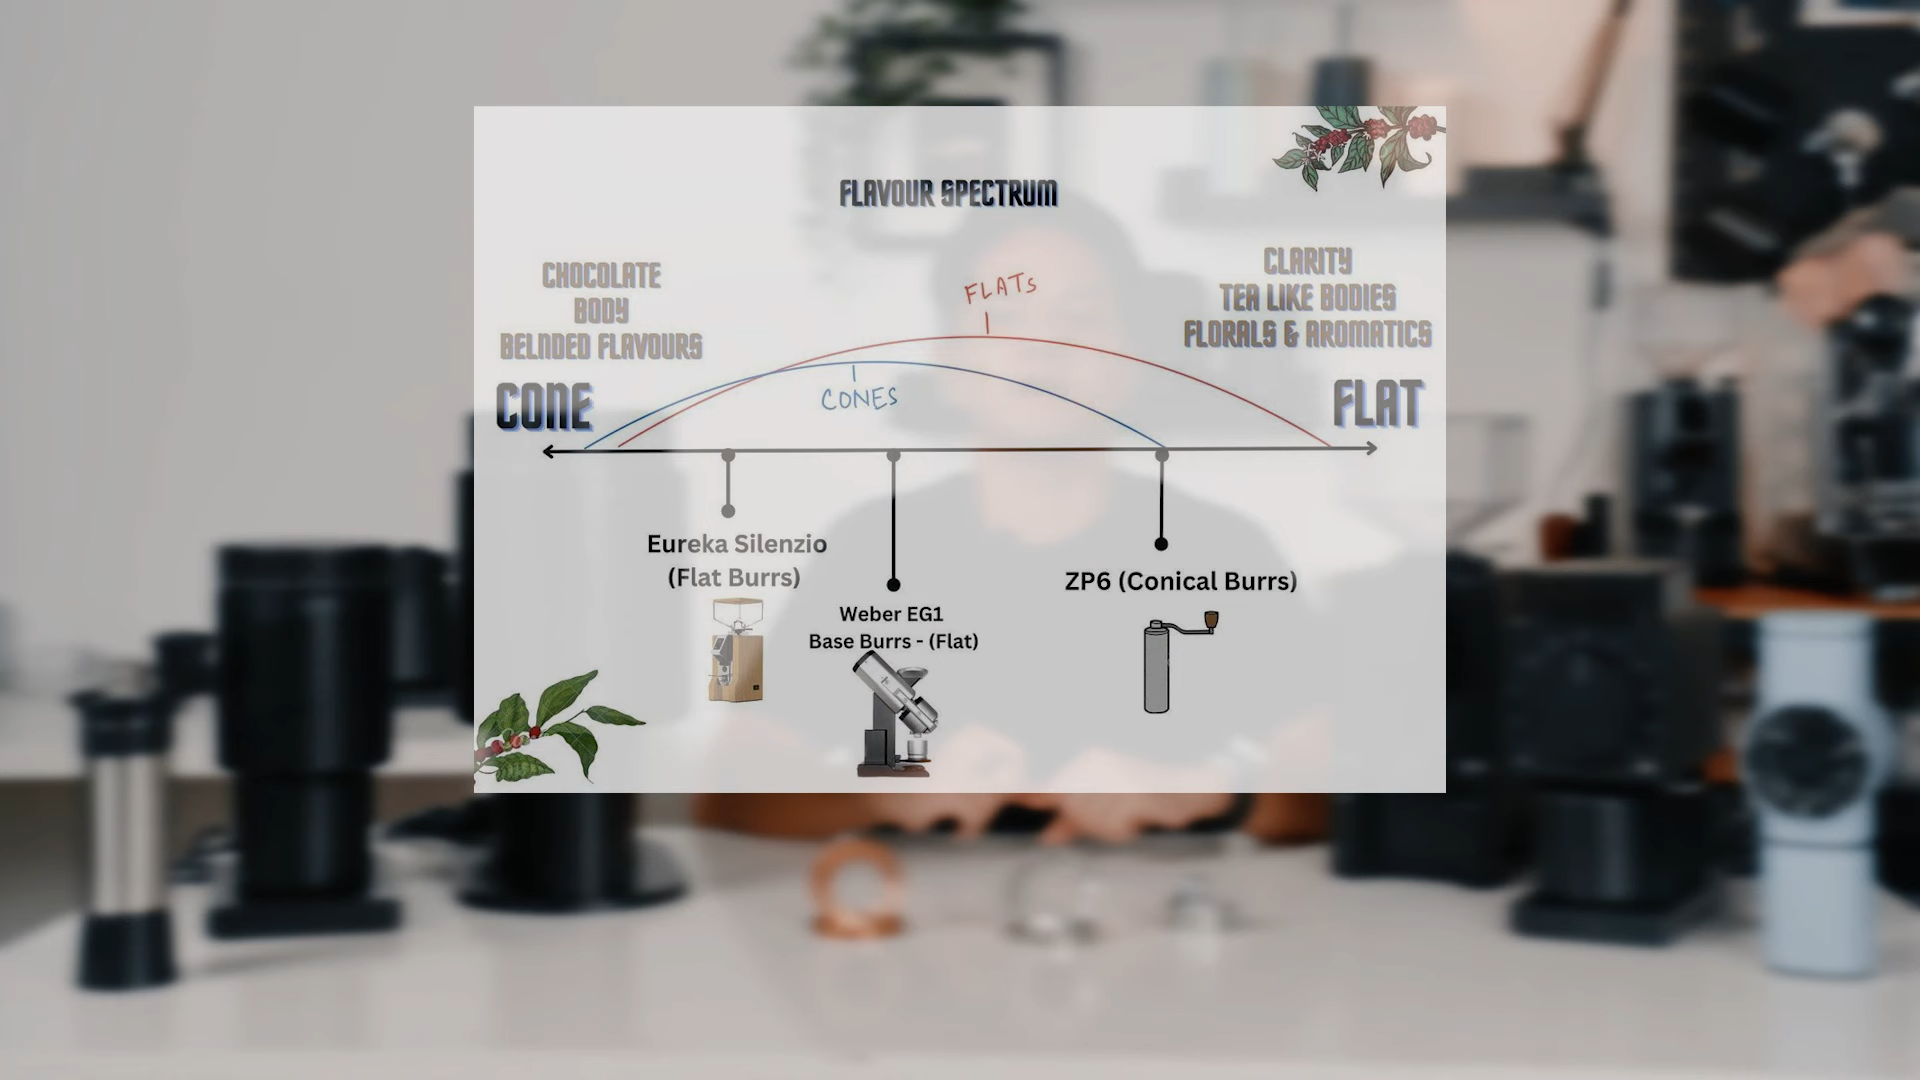 FLAVOUR SPECTRUM
CHOCOLATE
BODY
BELNDED FLAVOURS
CLARITY
TEA LIKE BODIES
FLORALS & AROMATICS
FLATs
CONES
CONE
FLAT
Eureka Silenzio
(Flat Burrs)
Weber EG1
Base Burrs - (Flat)
ZP6 (Conical Burrs)